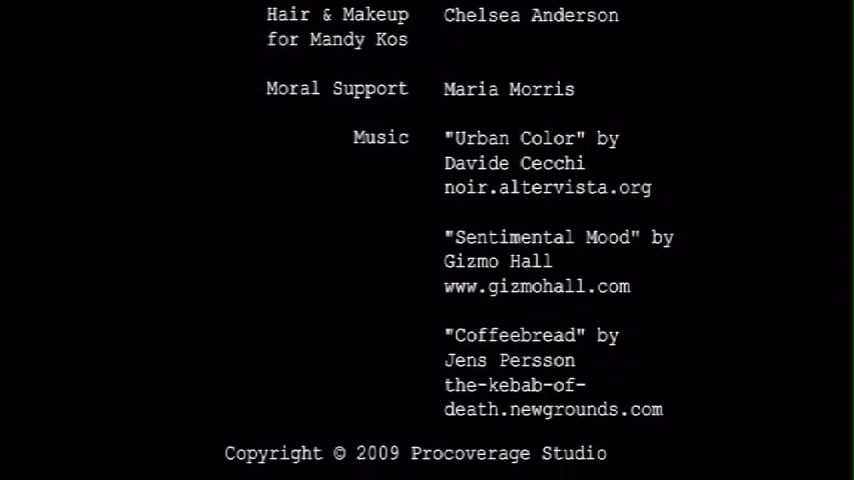 Hair & Makeup Chelsea Anderson
for Mandy Kos
Moral Support Maria Morris
Music "Urban Color" by
Davide Cecchi
noir.altervista.org
"Sentimental Mood" by
Gizmo Hall
www.gizmohall.com
"Coffeebread" by
Jens Persson
the-kebab-of-
death.newgrounds.com
Copyright © 2009 Procoverage Studio